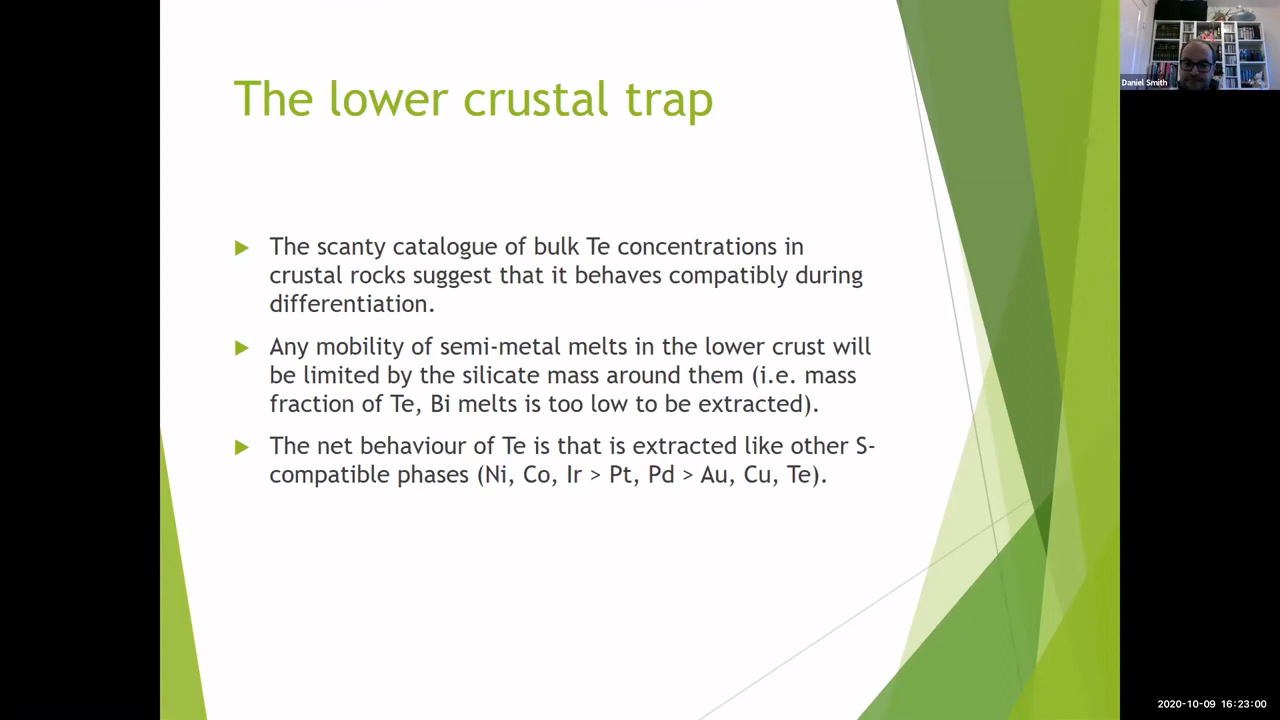 The lower crustal trap
The scanty catalogue of bulk Te concentrations in
crustal rocks suggest that it behaves compatibly during
differentiation.
Any mobility of semi-metal melts in the lower crust will
be limited by the silicate mass around them (i.e. mass
fraction of Te, Bi melts is too low to be extracted).
The net behaviour of Te is that is extracted like other S-
compatible phases (Ni, Co, Ir > Pt, Pd > Au, Cu, Te).
Daniel Smith
2020-10-09 16:23:00